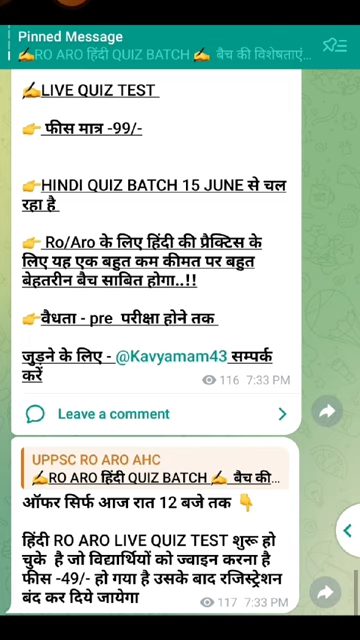 Pinned Message
✍️RO ARO हिंदी QUIZ BATCH ✍️ बैच की विशेषताएं...
✍️LIVE QUIZ TEST
👉 फीस मात्र -99/-
👉HINDI QUIZ BATCH 15 JUNE से चल
रहा है
👉 Ro/Aro के लिए हिंदी की प्रैक्टिस के
लिए यह एक बहुत कम कीमत पर बहुत
बेहतरीन बैच साबित होगा..!!
👉वैधता - pre परीक्षा होने तक
जुड़ने के लिए - @Kavyamam43 सम्पर्क
करें
116 7:33 PM
Leave a comment
UPPSC RO ARO AHC
✍️RO ARO हिंदी QUIZ BATCH ✍️ बैच की...
ऑफर सिर्फ आज रात 12 बजे तक 👇
हिंदी RO ARO LIVE QUIZ TEST शुरू हो
चुके है जो विद्यार्थियों को ज्वाइन करना है
फीस -49/- हो गया है उसके बाद रजिस्ट्रेशन
बंद कर दिये जायेगा
117 7:33 PM